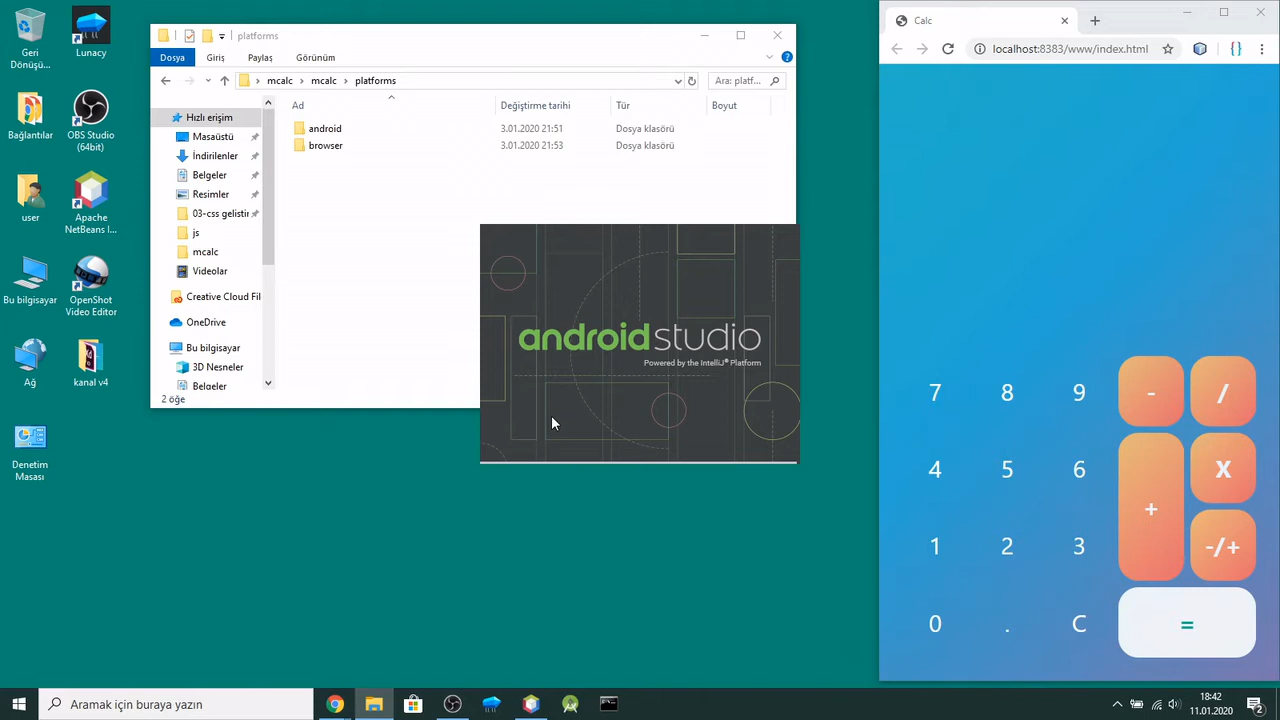 Geri
Dönüşü...
Lunacy
Bağlantılar
OBS Studio
(64bit)
user
Apache
NetBeans I...
Bu bilgisayar
OpenShot
Video Editor
Ağ
kanal v4
Denetim
Masası
platforms
Dosya
Giriş
Paylaş
Görünüm
mcalc
mcalc
platforms
Ara: platf...
Ad
Değiştirme tarihi
Tür
Boyut
android
3.01.2020 21:51
Dosya klasörü
browser
3.01.2020 21:53
Dosya klasörü
Hızlı erişim
Masaüstü
İndirilenler
Belgeler
Resimler
03-css geliştir
js
mcalc
Videolar
Creative Cloud Fil
OneDrive
Bu bilgisayar
3D Nesneler
Belgeler
2 öğe
androidstudio
Powered by the IntelliJ® Platform
Calc
localhost:8383/www/index.html
7 8 9 - /
4 5 6 X
+
1 2 3 -/+
0 . C =
Aramak için buraya yazın
18:42
11.01.2020
2